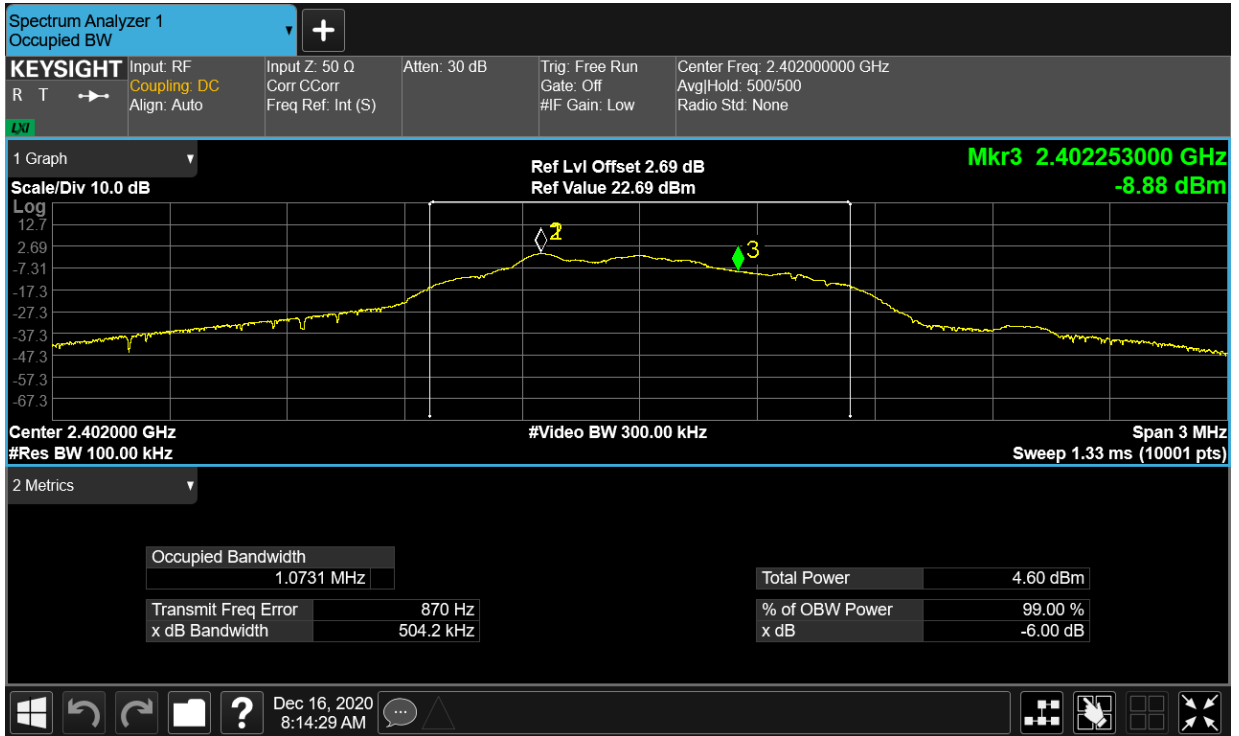 Spectrum Analyzer 1
Occupied BW
KEYSIGHT
R T
LXI
Input: RF
Coupling: DC
Align: Auto
Input Z: 50 Ω
Corr CCorr
Freq Ref: Int (S)
Atten: 30 dB
Trig: Free Run
Gate: Off
#IF Gain: Low
Center Freq: 2.402000000 GHz
Avg|Hold: 500/500
Radio Std: None
1 Graph
Scale/Div 10.0 dB
Ref Lvl Offset 2.69 dB
Ref Value 22.69 dBm
Mkr3 2.402253000 GHz
-8.88 dBm
Log
12.7
2.69
-7.31
-17.3
-27.3
-37.3
-47.3
-57.3
-67.3
3
Center 2.402000 GHz
#Res BW 100.00 kHz
#Video BW 300.00 kHz
Span 3 MHz
Sweep 1.33 ms (10001 pts)
2 Metrics
Occupied Bandwidth
1.0731 MHz
Transmit Freq Error 870 Hz
x dB Bandwidth 504.2 kHz
Total Power 4.60 dBm
% of OBW Power 99.00 %
x dB -6.00 dB
?
Dec 16, 2020
8:14:29 AM